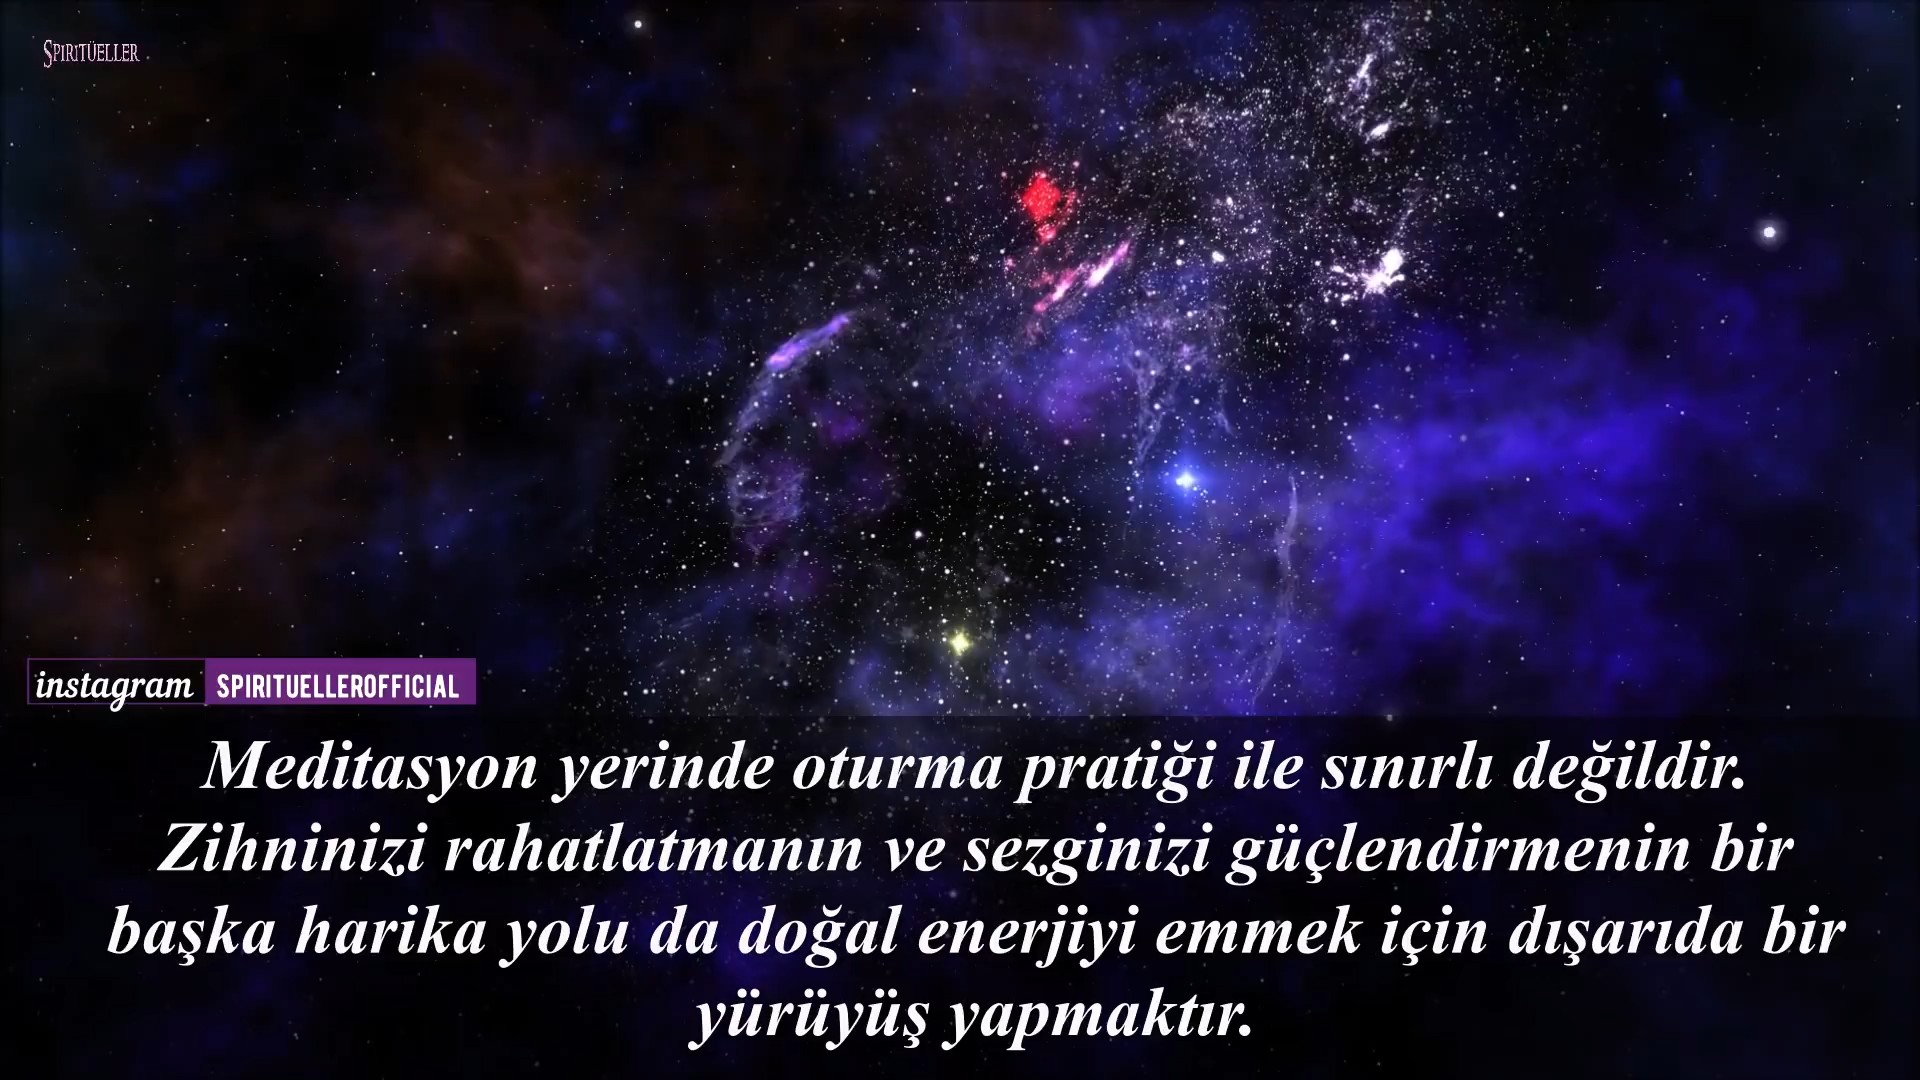 SPIRITÜELLER
instagram SPIRITUELLEROFFICIAL
Meditasyon yerinde oturma pratiği ile sınırlı değildir.
Zihninizi rahatlatmanın ve sezginizi güçlendirmenin bir
başka harika yolu da doğal enerjiyi emmek için dışarıda bir
yürüyüş yapmaktır.